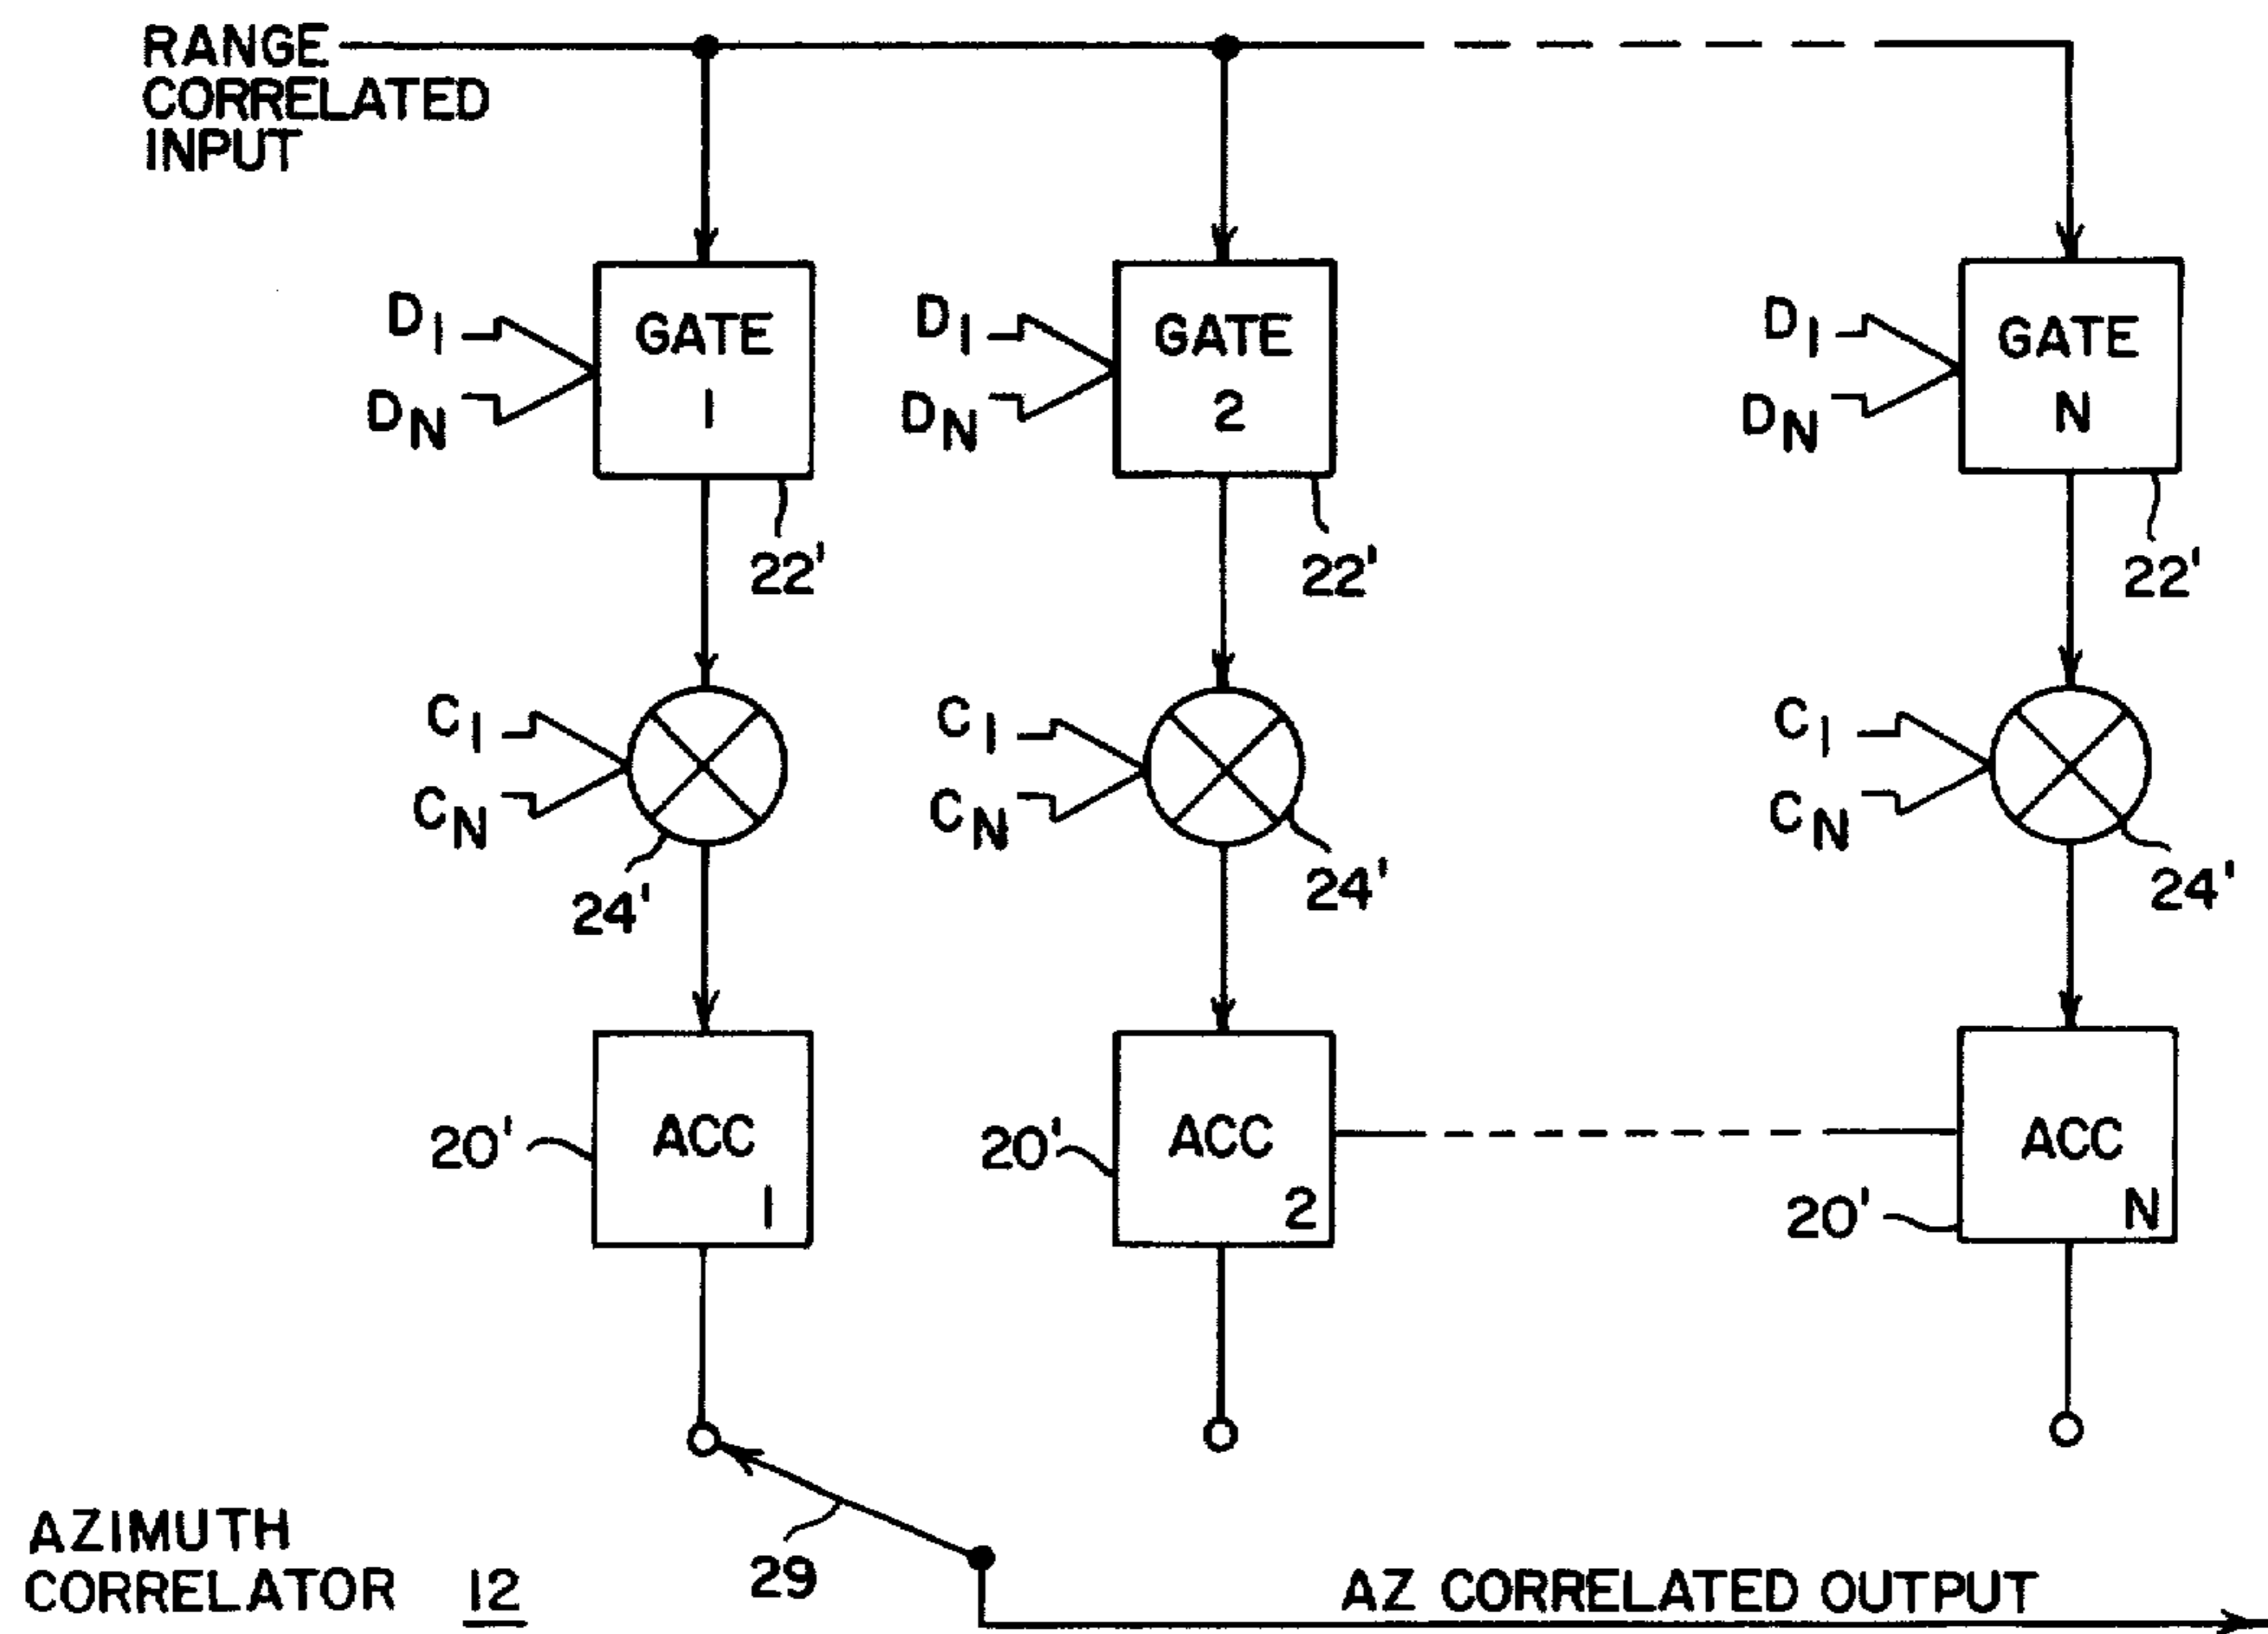 RANGE
CORRELATED
INPUT
D1 D1 D1
GATE GATE GATE
1 2 N
DN DN DN
22' 22' 22'
C1 C1 C1
CN CN CN
24' 24' 24'
ACC ACC ACC
20' 20' 20'
1 2 N
29
AZIMUTH
CORRELATOR 12
AZ CORRELATED OUTPUT